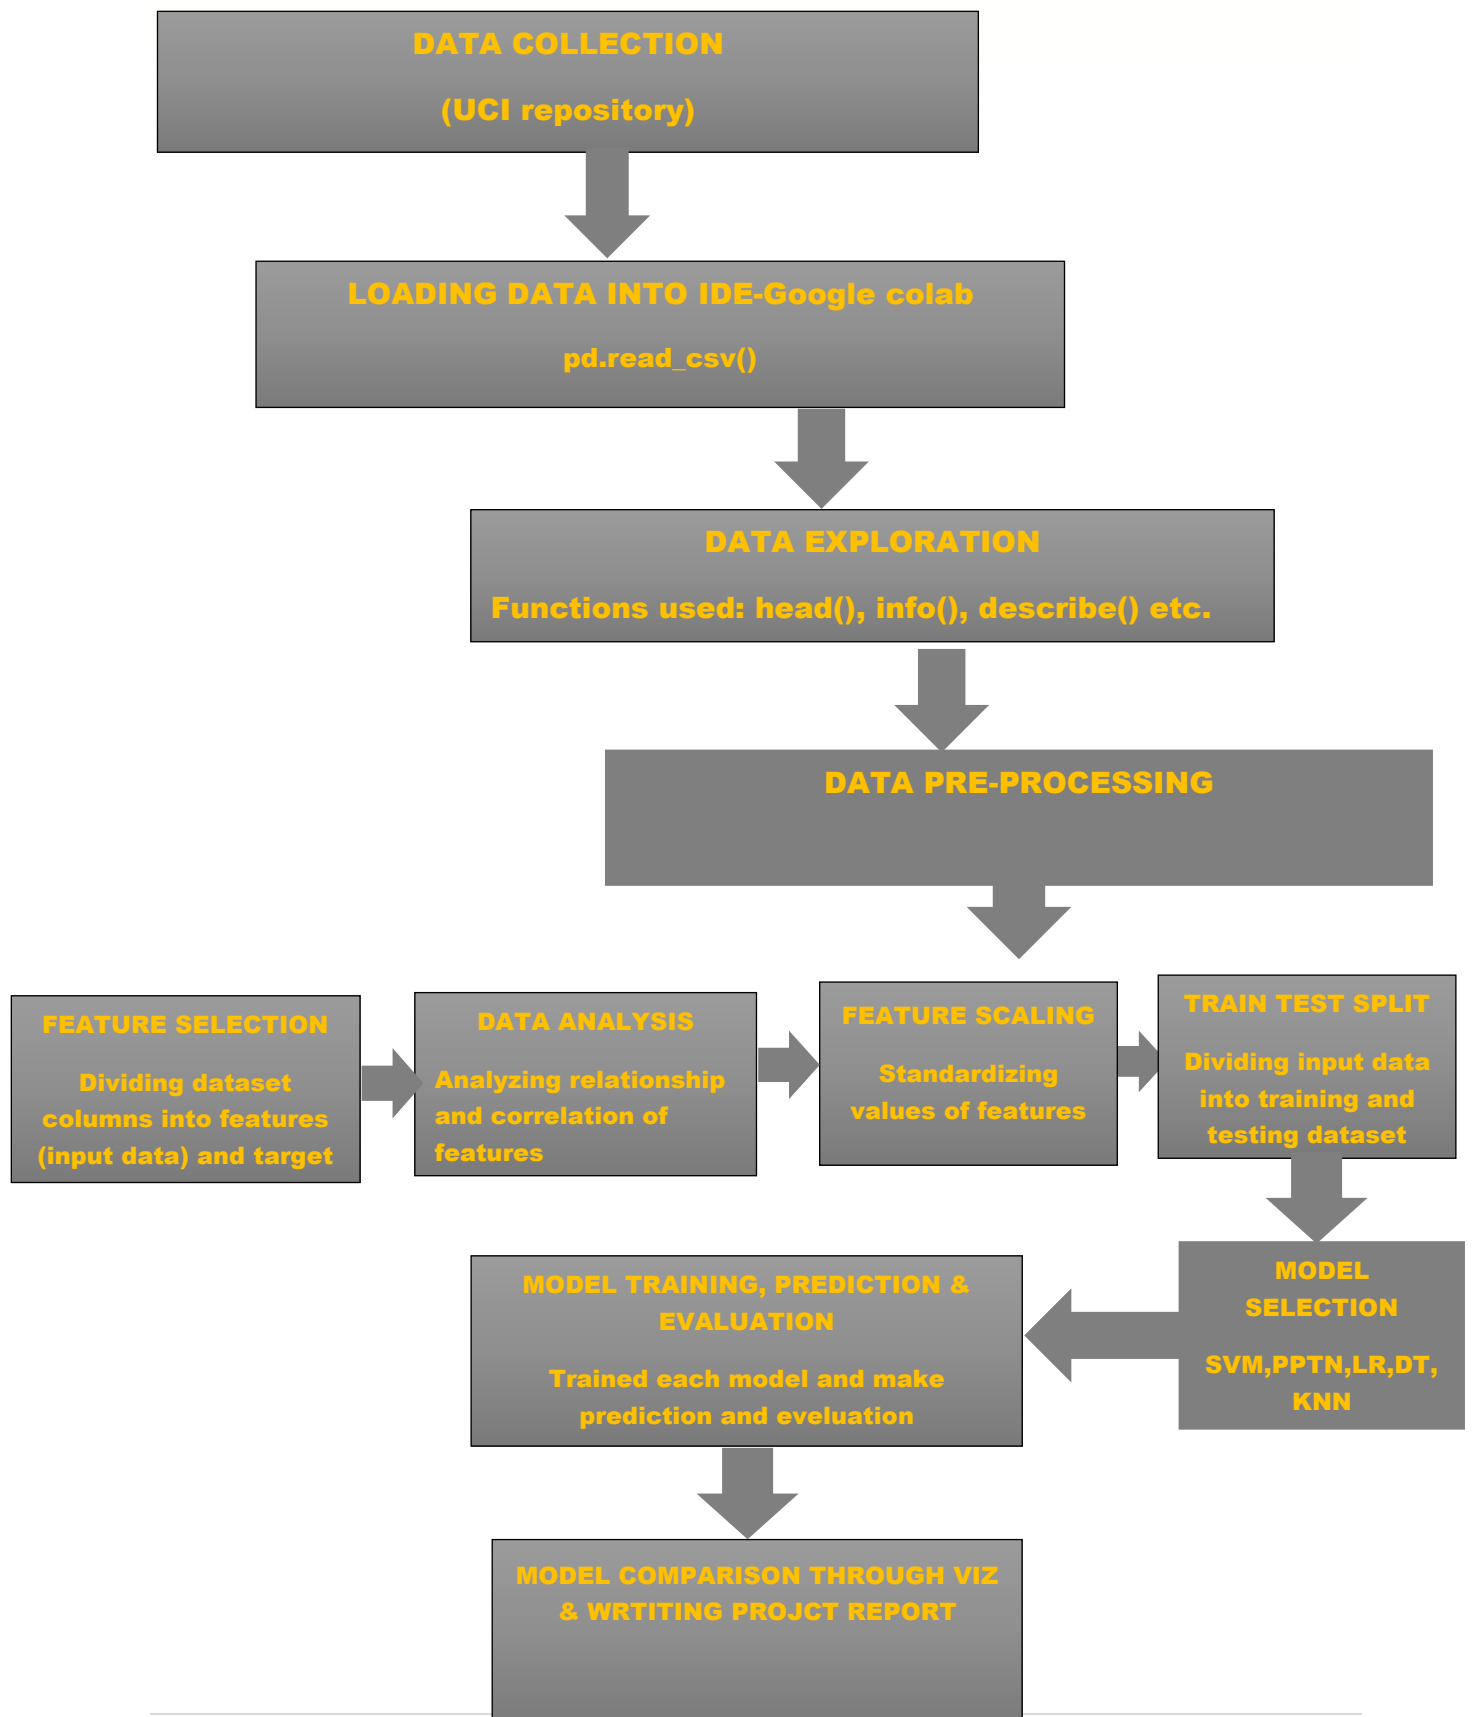 DATA COLLECTION
(UCI repository)
LOADING DATA INTO IDE-Google colab
pd.read_csv()
DATA EXPLORATION
Functions used: head(), info(), describe() etc.
DATA PRE-PROCESSING
FEATURE SELECTION
Dividing dataset
columns into features
(input data) and target
DATA ANALYSIS
Analyzing relationship
and correlation of
features
FEATURE SCALING
Standardizing
values of features
TRAIN TEST SPLIT
Dividing input data
into training and
testing dataset
MODEL
SELECTION
SVM,PPTN,LR,DT,
KNN
MODEL TRAINING, PREDICTION &
EVALUATION
Trained each model and make
prediction and eveluation
MODEL COMPARISON THROUGH VIZ
& WRTITING PROJCT REPORT